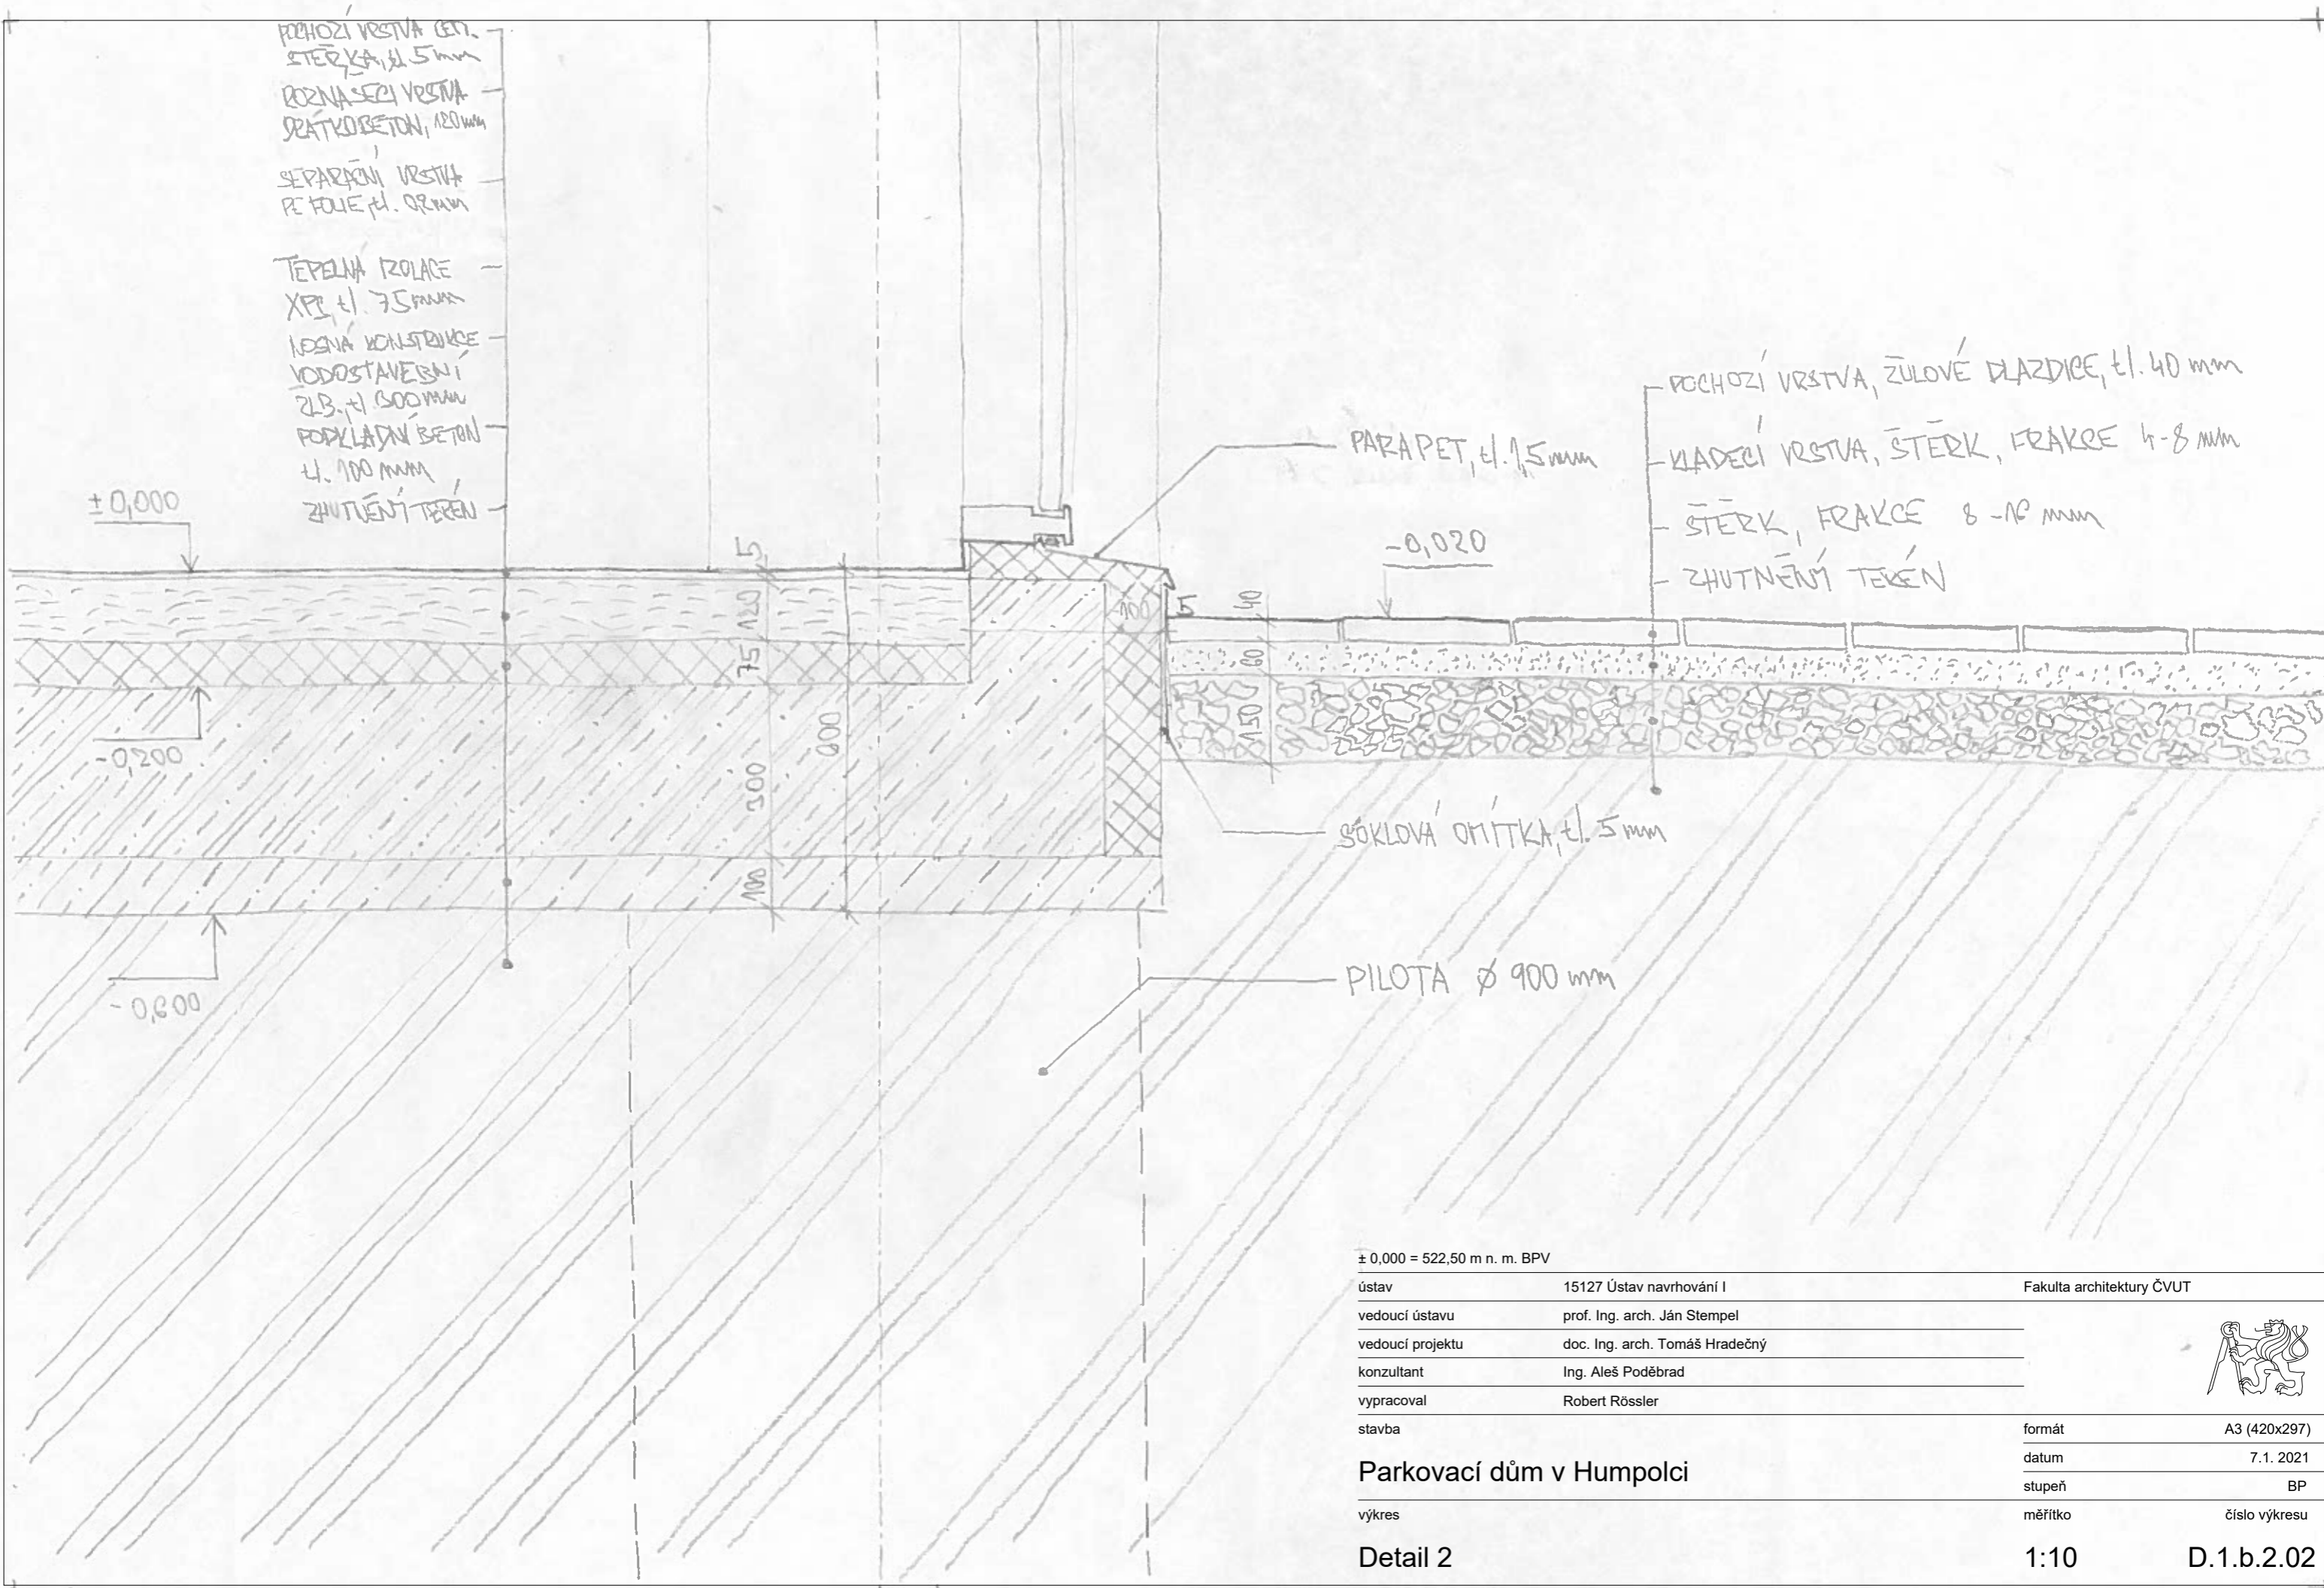 POCHOZÍ VRSTVA CEM.
STĚRKA, tl. 5 mm
ROZNÁŠECÍ VRSTVA
DRÁTKOBETON, 120 mm
SEPARAČNÍ VRSTVA
PE FOLIE, tl. 0,2 mm
TEPELNÁ IZOLACE
XPS, tl. 75 mm
NOSNÁ KONSTRUKCE
VODOSTAVEBNÍ
ŽLB., tl. 300 mm
PODKLADNÍ BETON
tl. 100 mm
ZHUTNĚNÝ TERÉN
± 0,000
-0,200
-0,600
5
120
75
300
100
600
100
5
40
60
150
PARAPET, tl. 1,5 mm
-0,020
POCHOZÍ VRSTVA, ŽULOVÉ DLAŽDICE, tl. 40 mm
KLADECÍ VRSTVA, ŠTĚRK, FRAKCE 4-8 mm
ŠTĚRK, FRAKCE 8-16 mm
ZHUTNĚNÝ TERÉN
SOKLOVÁ OMÍTKA, tl. 5 mm
PILOTA Ø 900 mm
± 0,000 = 522,50 m n. m. BPV
ústav 15127 Ústav navrhování I Fakulta architektury ČVUT
vedoucí ústavu prof. Ing. arch. Ján Stempel
vedoucí projektu doc. Ing. arch. Tomáš Hradečný
konzultant Ing. Aleš Poděbrad
vypracoval Robert Rössler
stavba formát A3 (420x297)
Parkovací dům v Humpolci datum 7.1. 2021
stupeň BP
výkres měřítko číslo výkresu
Detail 2 1:10 D.1.b.2.02